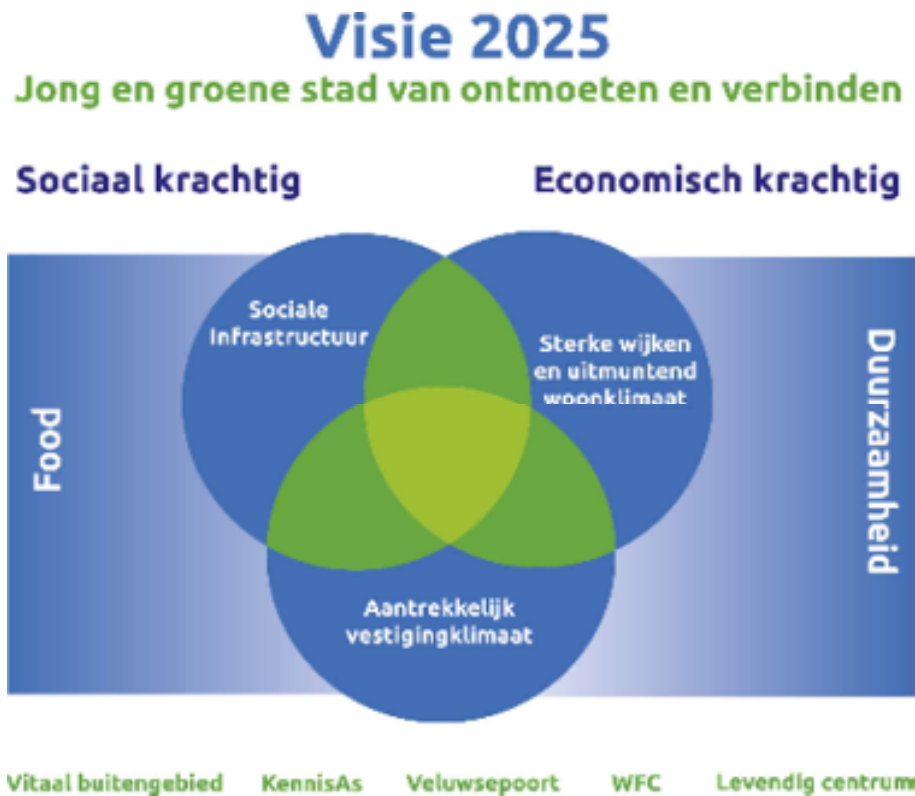 Visie 2025
Jong en groene stad van ontmoeten en verbinden
Sociaal krachtig
Economisch krachtig
Sociale
Infrastructuur
Sterke wijken
en uitmuntend
woonklimaat
Food
Duurzaamheid
Aantrekkelijk
vestigingklimaat
Vitaal buitengebied KennisAs Veluwsepoort WFC Levendig centrum